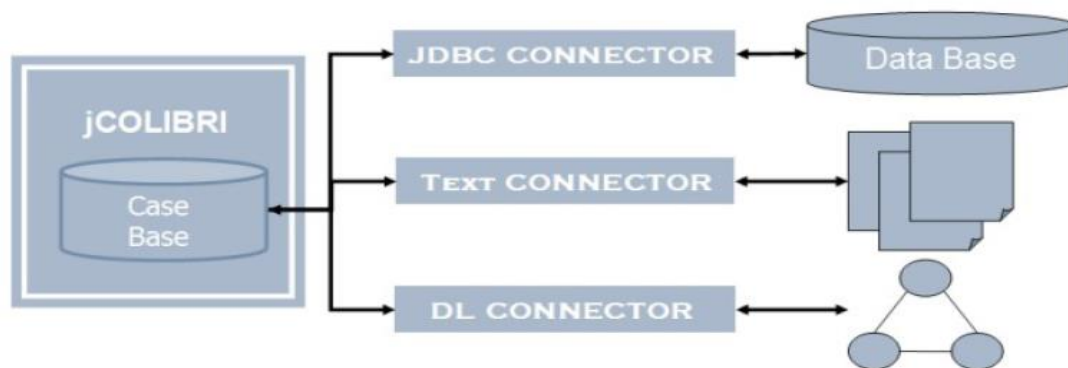 JDBC CONNECTOR
Data Base
jCOLIBRI
Case
Base
TEXT CONNECTOR
DL CONNECTOR